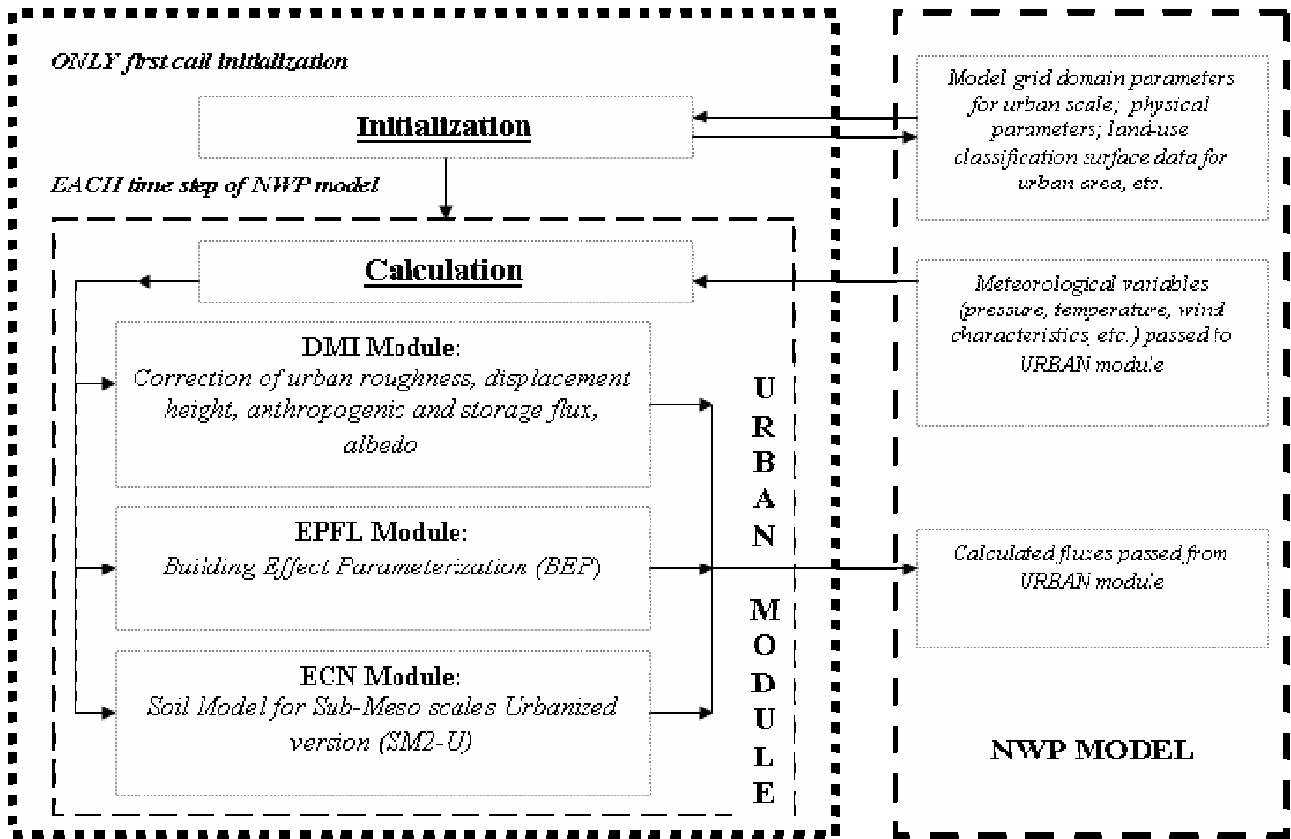 ONLY first call initialization
Initialization
EACH time step of NWP model
Calculation
DMI Module:
Correction of urban roughness, displacement
height, anthropogenic and storage flux,
albedo
EPFL Module:
Building Effect Parameterization (BEP)
ECN Module:
Soil Model for Sub-Meso scales Urbanized
version (SM2-U)
URBAN
MODULE
Model grid domain parameters
for urban scale; physical
parameters; land-use
classification surface data for
urban area, ets.
Meteorological variables
(pressure, temperature, wind
characteristics, etc.) passed to
URBAN module
Calculated fluxes passed from
URBAN module
NWP MODEL